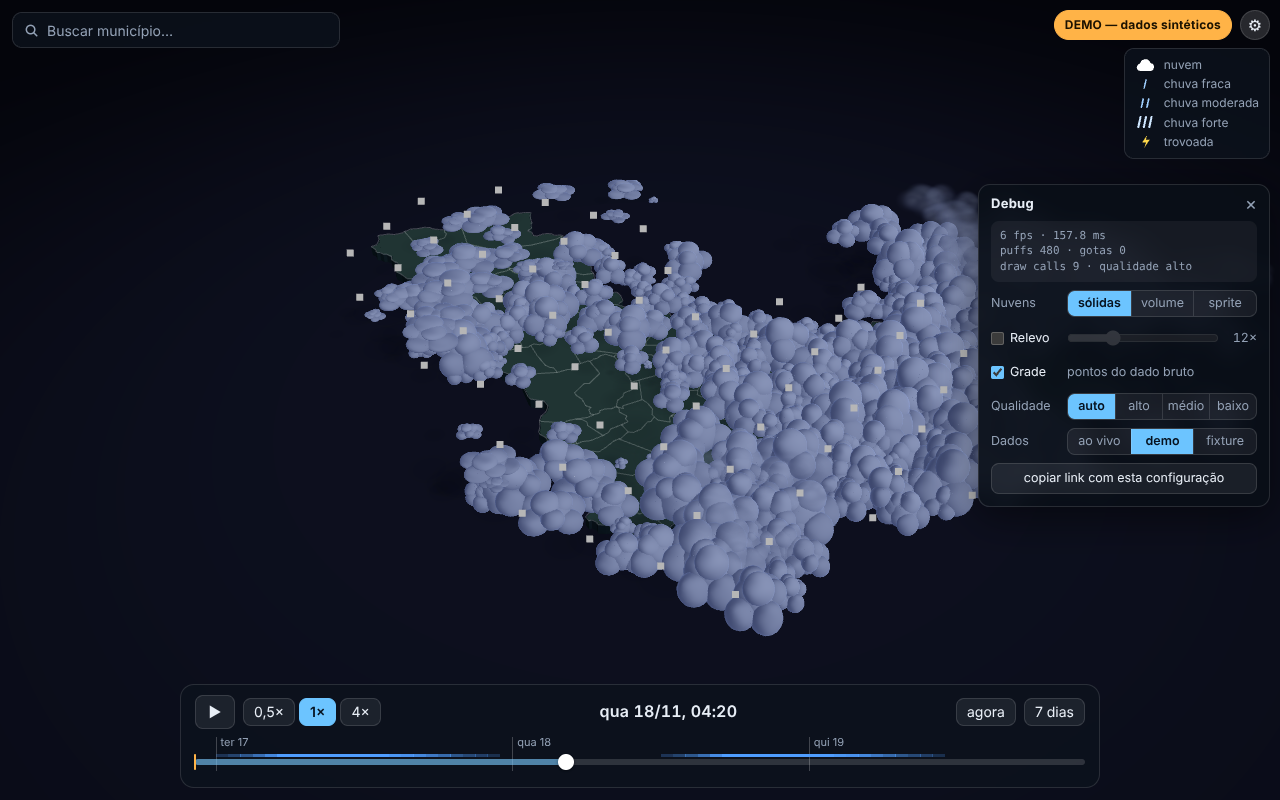 Buscar município...
DEMO — dados sintéticos
⚙
nuvem
chuva fraca
chuva moderada
chuva forte
trovoada
Debug ✕
6 fps · 157.8 ms
puffs 480 · gotas 0
draw calls 9 · qualidade alto
Nuvens sólidas volume sprite
Relevo 12×
Grade pontos do dado bruto
Qualidade auto alto médio baixo
Dados ao vivo demo fixture
copiar link com esta configuração
0,5× 1× 4× qua 18/11, 04:20 agora 7 dias
ter 17 qua 18 qui 19